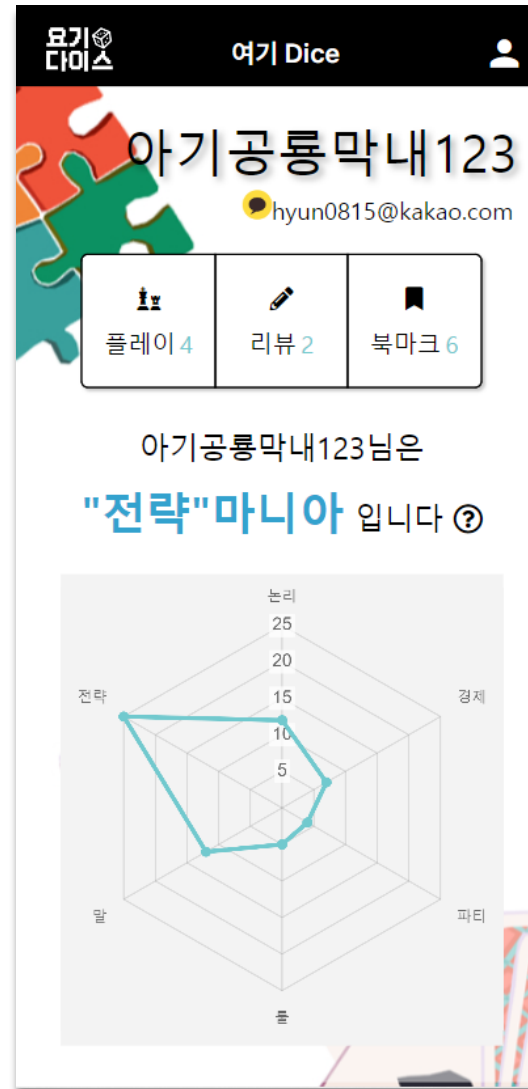 요기
다이스
여기 Dice
아기공룡막내123
hyun0815@kakao.com
플레이 4
리뷰 2
북마크 6
아기공룡막내123님은
"전략"마니아 입니다 ?
논리
25
20
전략
15
경제
10
5
말
파티
룰